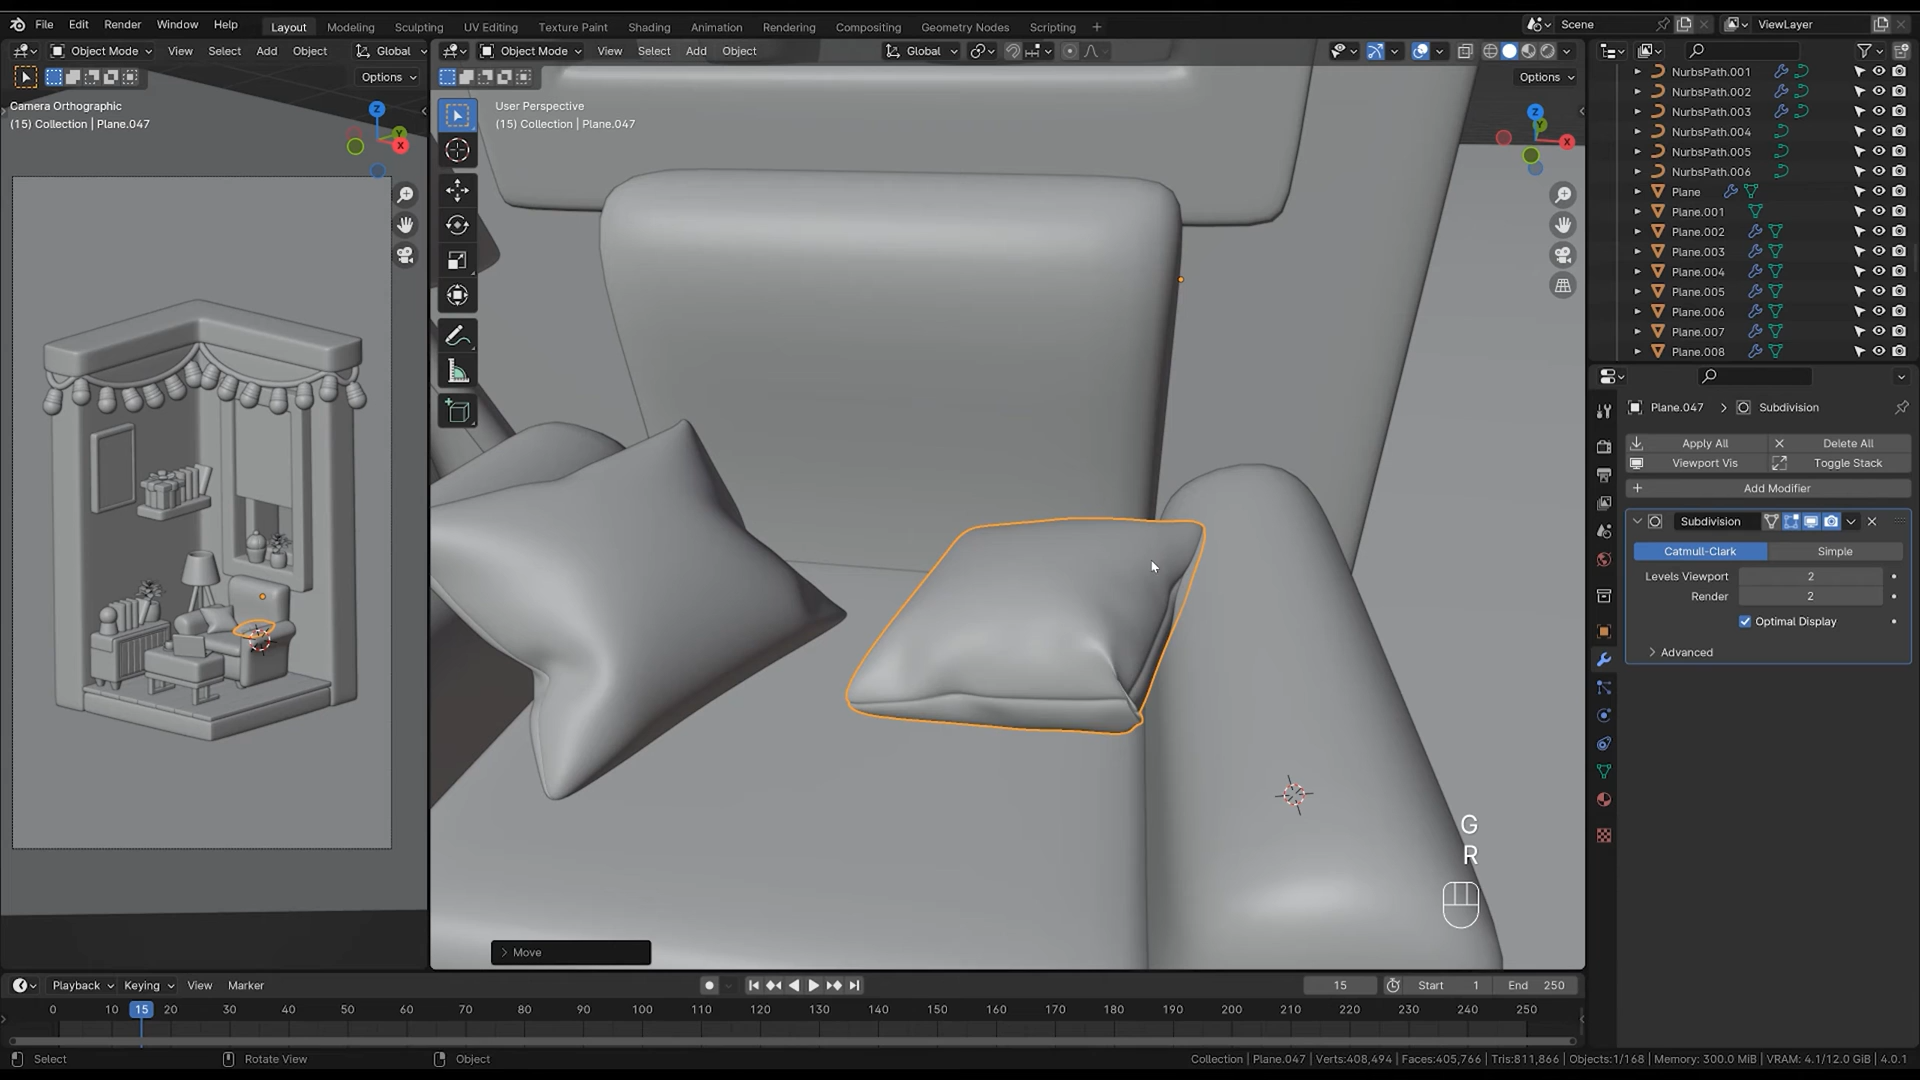 File Edit Render Window Help Layout Modeling Sculpting UV Editing Texture Paint Shading Animation Rendering Compositing Geometry Nodes Scripting + Scene ViewLayer
Object Mode View Select Add Object Global
Object Mode View Select Add Object Global
Options
Options
Camera Orthographic
(15) Collection | Plane.047
User Perspective
(15) Collection | Plane.047
Z
Y
X
Z
Y
X
NurbsPath.001
NurbsPath.002
NurbsPath.003
NurbsPath.004
NurbsPath.005
NurbsPath.006
Plane
Plane.001
Plane.002
Plane.003
Plane.004
Plane.005
Plane.006
Plane.007
Plane.008
Plane.047 > Subdivision
Apply All Delete All
Viewport Vis Toggle Stack
Add Modifier
Subdivision
Catmull-Clark Simple
Levels Viewport 2
Render 2
Optimal Display
Advanced
G
R
Move
Playback Keying View Marker 15 Start 1 End 250
0 10 15 20 30 40 50 60 70 80 90 100 110 120 130 140 150 160 170 180 190 200 210 220 230 240 250
Select Rotate View Object Collection | Plane.047 | Verts:408,494 | Faces:405,766 | Tris:811,866 | Objects:1/168 | Memory: 300.0 MiB | VRAM: 4.1/12.0 GiB | 4.0.1